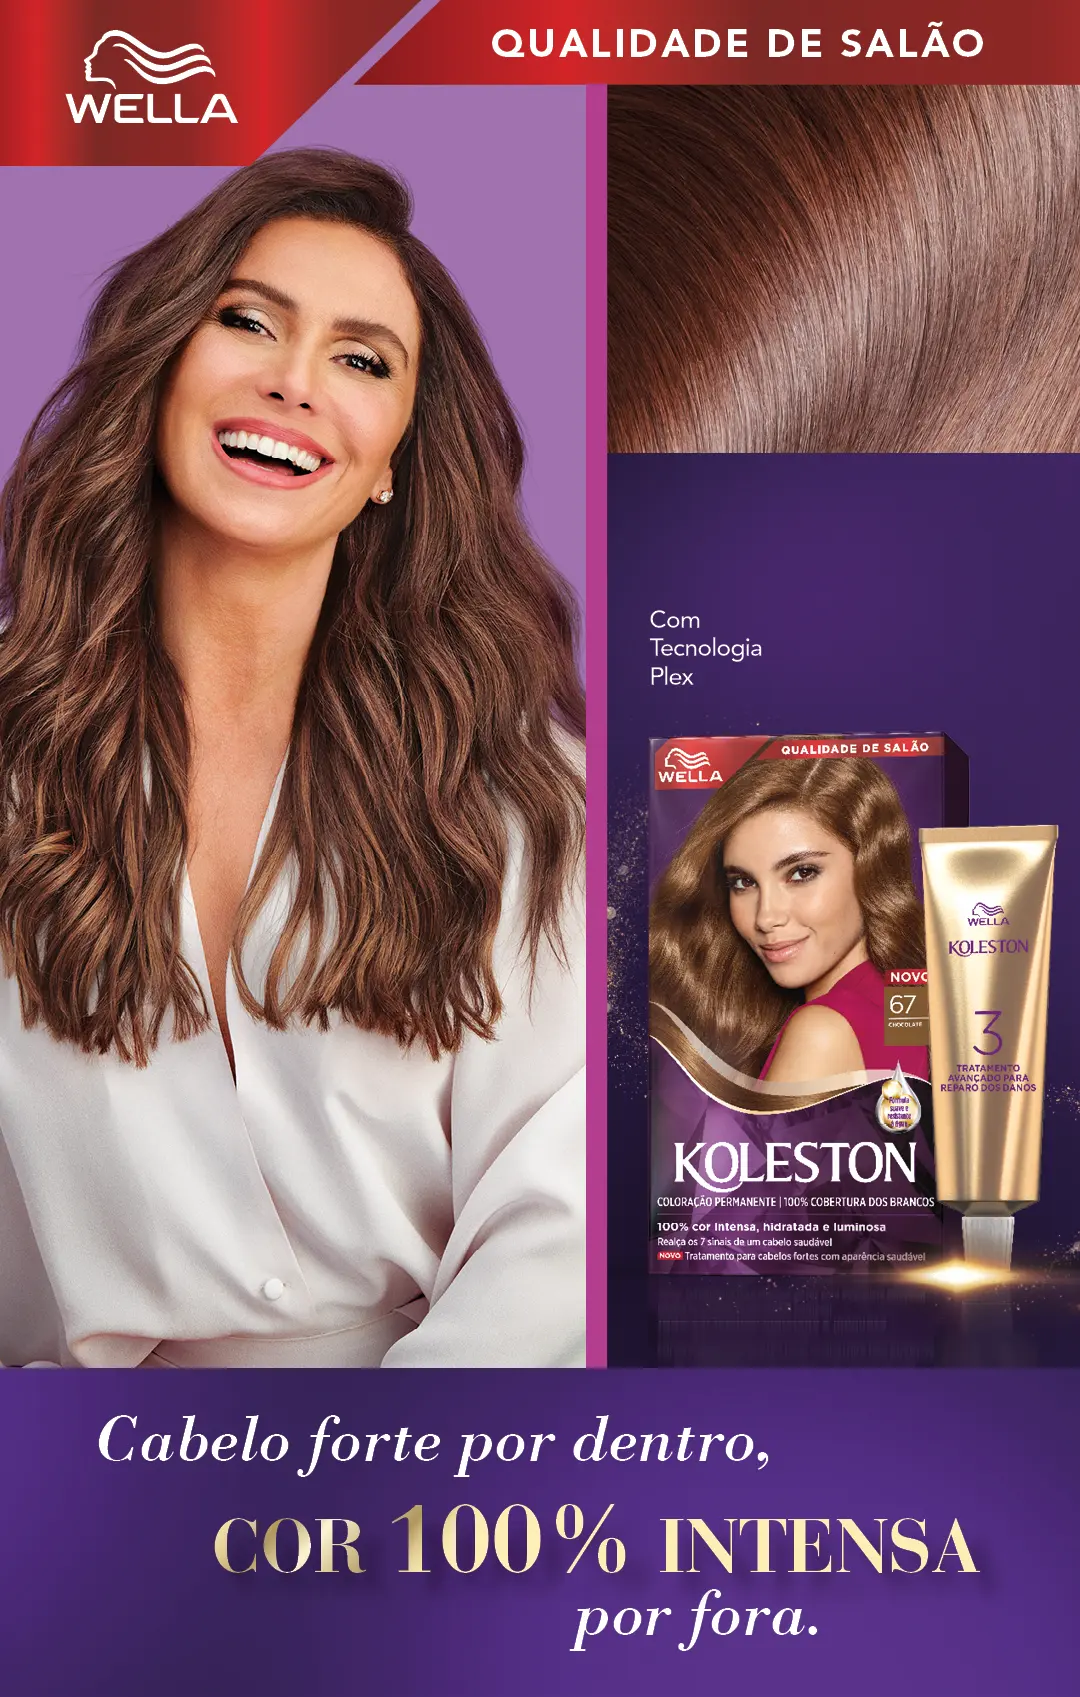 WELLA
QUALIDADE DE SALÃO
Com
Tecnologia
Plex
WELLA
QUALIDADE DE SALÃO
NOVO
67
CHOCOLATE
Fórmula
suave e
resistente
KOLESTON
COLORAÇÃO PERMANENTE | 100% COBERTURA DOS BRANCOS
100% cor intensa, hidratada e luminosa
Realça os 7 sinais de um cabelo saudável
NOVO Tratamento para cabelos fortes com aparência saudável
WELLA
KOLESTON
3
TRATAMENTO
AVANÇADO PARA
REPARO DOS DANOS
Cabelo forte por dentro,
COR 100% INTENSA
por fora.